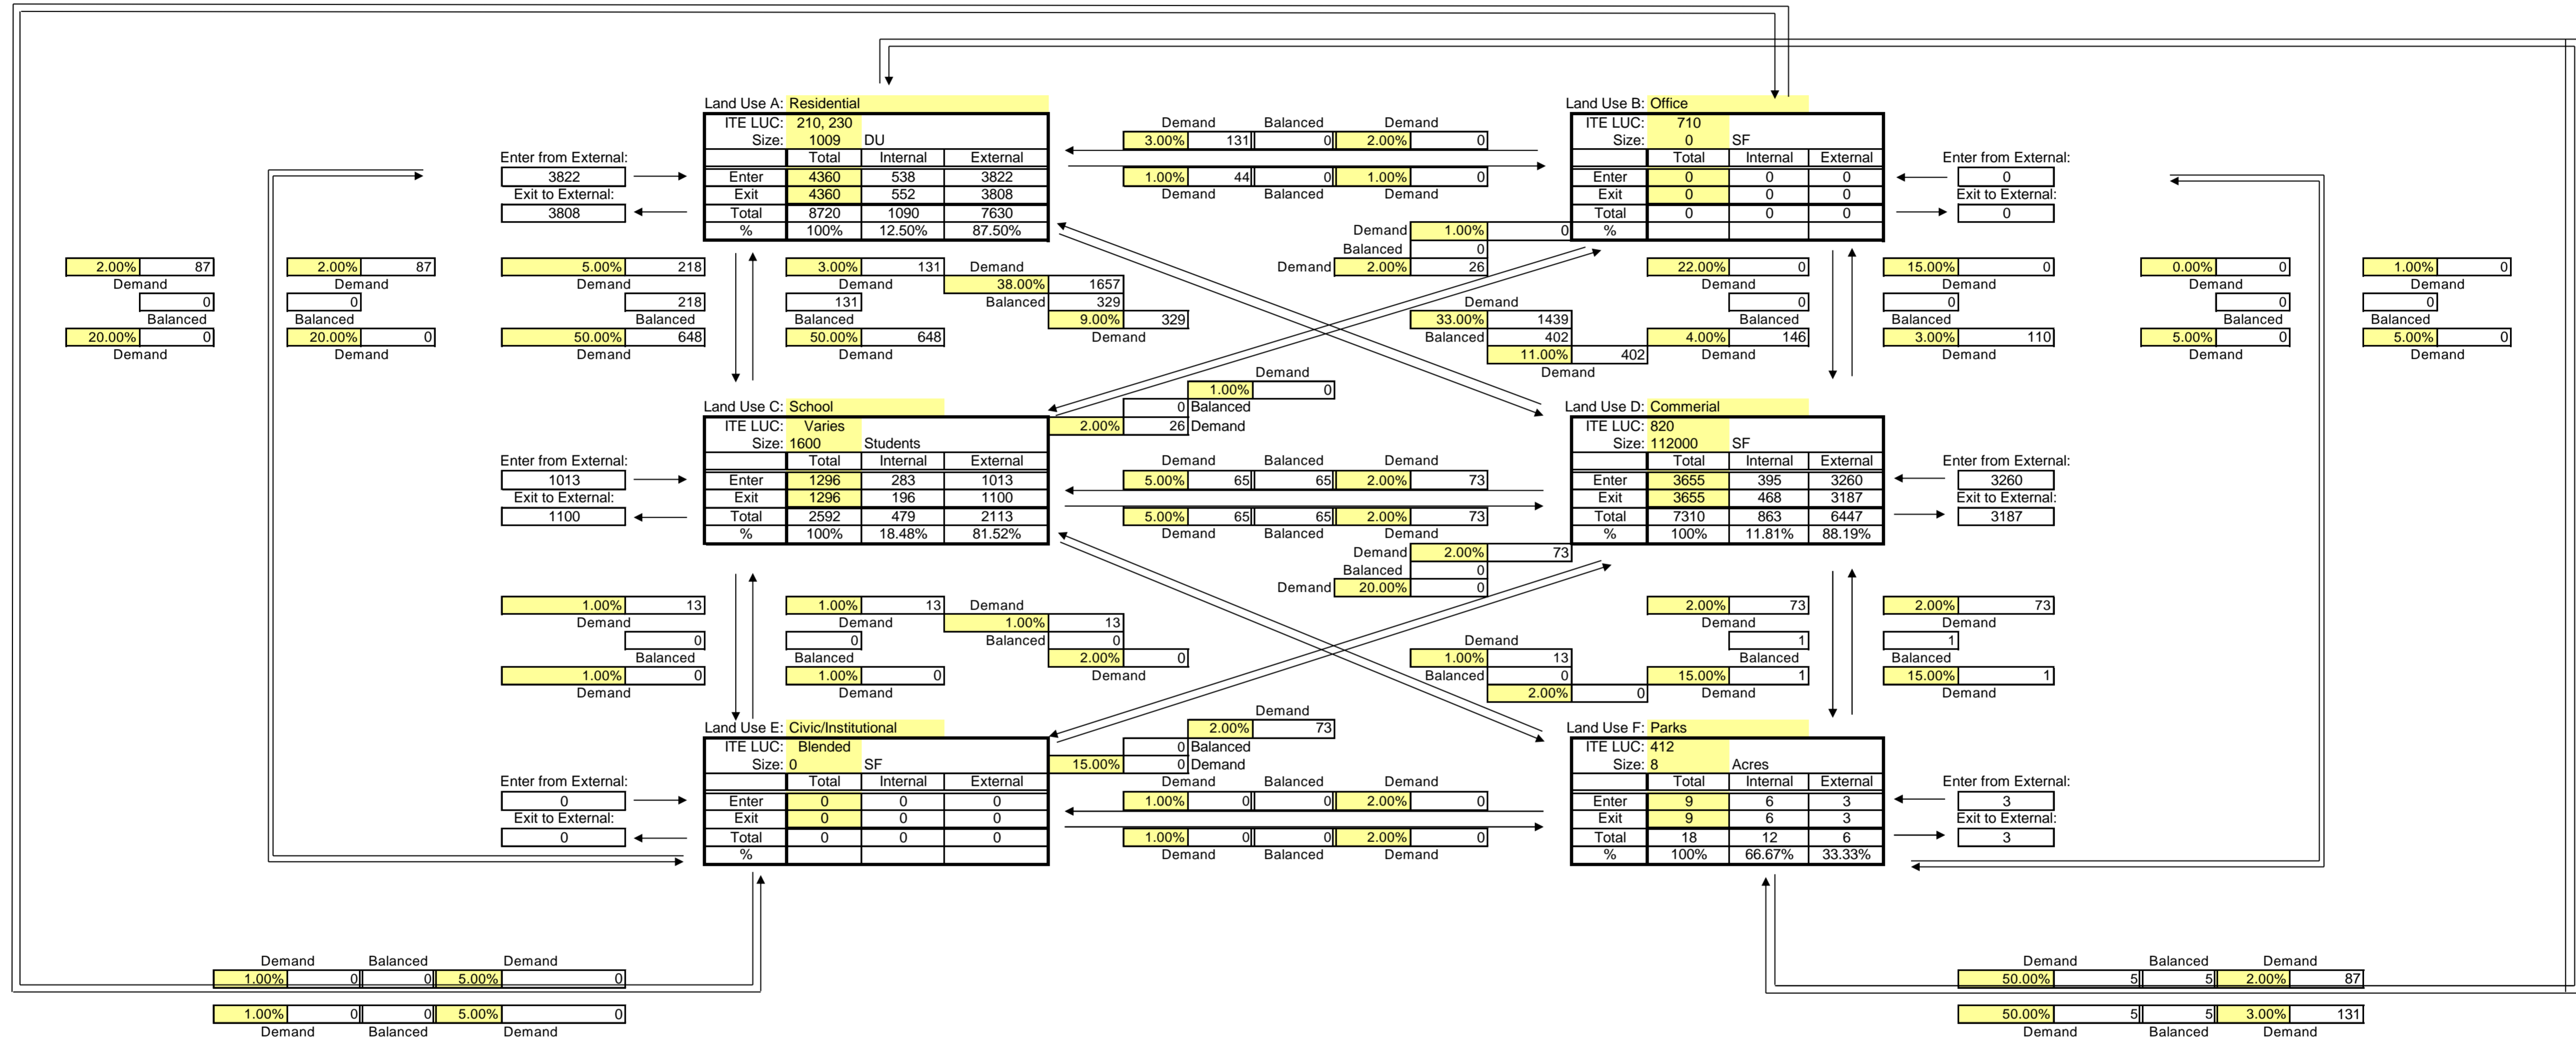 Land Use A: Residential
ITE LUC: 210, 230
Size: 1009 DU
Total Internal External
Enter 4360 538 3822
Exit 4360 552 3808
Total 8720 1090 7630
% 100% 12.50% 87.50%
Enter from External:
3822
Exit to External:
3808
Demand Balanced Demand
3.00% 131 0 2.00% 0
1.00% 44 0 1.00% 0
Demand Balanced Demand
Land Use B: Office
ITE LUC: 710
Size: 0 SF
Total Internal External
Enter 0 0 0
Exit 0 0 0
Total 0 0 0
%
Enter from External:
0
Exit to External:
0
Demand 1.00% 0
Balanced 0
Demand 2.00% 26
2.00% 87
Demand
0
Balanced
20.00% 0
Demand
2.00% 87
Demand
0
Balanced
20.00% 0
Demand
5.00% 218
Demand
218
Balanced
50.00% 648
Demand
3.00% 131
Demand
131
Balanced
50.00% 648
Demand
Demand
38.00% 1657
Balanced 329
9.00% 329
Demand
Demand
33.00% 1439
Balanced 402
11.00% 402
Demand
22.00% 0
Demand
0
Balanced
4.00% 146
Demand
15.00% 0
Demand
0
Balanced
3.00% 110
Demand
0.00% 0
Demand
0
Balanced
5.00% 0
Demand
1.00% 0
Demand
0
Balanced
5.00% 0
Demand
Demand
1.00% 0
0 Balanced
2.00% 26 Demand
Land Use C: School
ITE LUC: Varies
Size: 1600 Students
Total Internal External
Enter 1296 283 1013
Exit 1296 196 1100
Total 2592 479 2113
% 100% 18.48% 81.52%
Enter from External:
1013
Exit to External:
1100
Demand Balanced Demand
5.00% 65 65 2.00% 73
5.00% 65 65 2.00% 73
Demand Balanced Demand
Land Use D: Commerial
ITE LUC: 820
Size: 112000 SF
Total Internal External
Enter 3655 395 3260
Exit 3655 468 3187
Total 7310 863 6447
% 100% 11.81% 88.19%
Enter from External:
3260
Exit to External:
3187
Demand 2.00% 73
Balanced 0
Demand 20.00% 0
1.00% 13
Demand
0
Balanced
1.00% 0
Demand
1.00% 13
Demand
0
Balanced
1.00% 0
Demand
Demand
1.00% 13
Balanced 0
2.00% 0
Demand
Demand
1.00% 13
Balanced 0
2.00% 0
2.00% 73
Demand
1
Balanced
15.00% 1
Demand
2.00% 73
Demand
1
Balanced
15.00% 1
Demand
Demand
2.00% 73
0 Balanced
15.00% 0 Demand
Land Use E: Civic/Institutional
ITE LUC: Blended
Size: 0 SF
Total Internal External
Enter 0 0 0
Exit 0 0 0
Total 0 0 0
%
Enter from External:
0
Exit to External:
0
Demand Balanced Demand
1.00% 0 0 2.00% 0
1.00% 0 0 2.00% 0
Demand Balanced Demand
Land Use F: Parks
ITE LUC: 412
Size: 8 Acres
Total Internal External
Enter 9 6 3
Exit 9 6 3
Total 18 12 6
% 100% 66.67% 33.33%
Enter from External:
3
Exit to External:
3
Demand Balanced Demand
1.00% 0 0 5.00% 0
1.00% 0 0 5.00% 0
Demand Balanced Demand
Demand Balanced Demand
50.00% 5 5 2.00% 87
50.00% 5 5 3.00% 131
Demand Balanced Demand